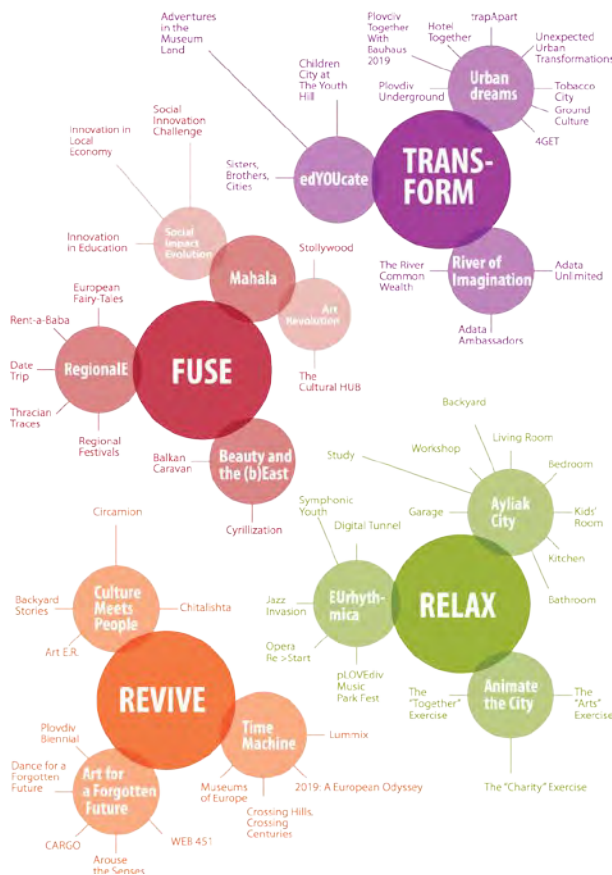 Adventures
in the
Museum
Land
Children
City at
The Youth
Hill
Sisters,
Brothers,
Cities
edYOUcate
Plovdiv
Together
With
Bauhaus
2019
Hotel
Together
trapApart
Unexpected
Urban
Transformations
Plovdiv
Underground
Urban
dreams
Tobacco
City
Ground
Culture
4GET
TRANS-
FORM
The River
Common
Wealth
River of
Imagination
Adata
Unlimited
Adata
Ambassadors
Social
Innovation
Challenge
Innovation in
Local
Economy
Innovation
in Education
Social
Impact
Evolution
Mahala
Stollywood
Art
Revolution
The
Cultural HUB
European
Fairy-Tales
Rent-a-Baba
Date
Trip
Thracian
Traces
Regional
Festivals
RegionalE
FUSE
Balkan
Caravan
Beauty and
the (b)East
Cyrillization
Backyard
Living Room
Workshop
Study
Bedroom
Garage
Ayliak
City
Kids'
Room
Kitchen
Bathroom
Symphonic
Youth
Digital Tunnel
Jazz
Invasion
EUrhyth-
mica
Opera
Re >Start
pLOVEdiv
Music
Park Fest
RELAX
The
"Together"
Exercise
Animate
the City
The
"Arts"
Exercise
The "Charity" Exercise
Circamion
Culture
Meets
People
Backyard
Stories
Chitalishta
Art E.R.
REVIVE
Time
Machine
Lummix
Museums
of Europe
2019: A European Odyssey
Crossing Hills,
Crossing
Centuries
Plovdiv
Biennial
Dance for a
Forgotten
Future
Art for
a Forgotten
Future
CARGO
Arouse
the Senses
WEB 451